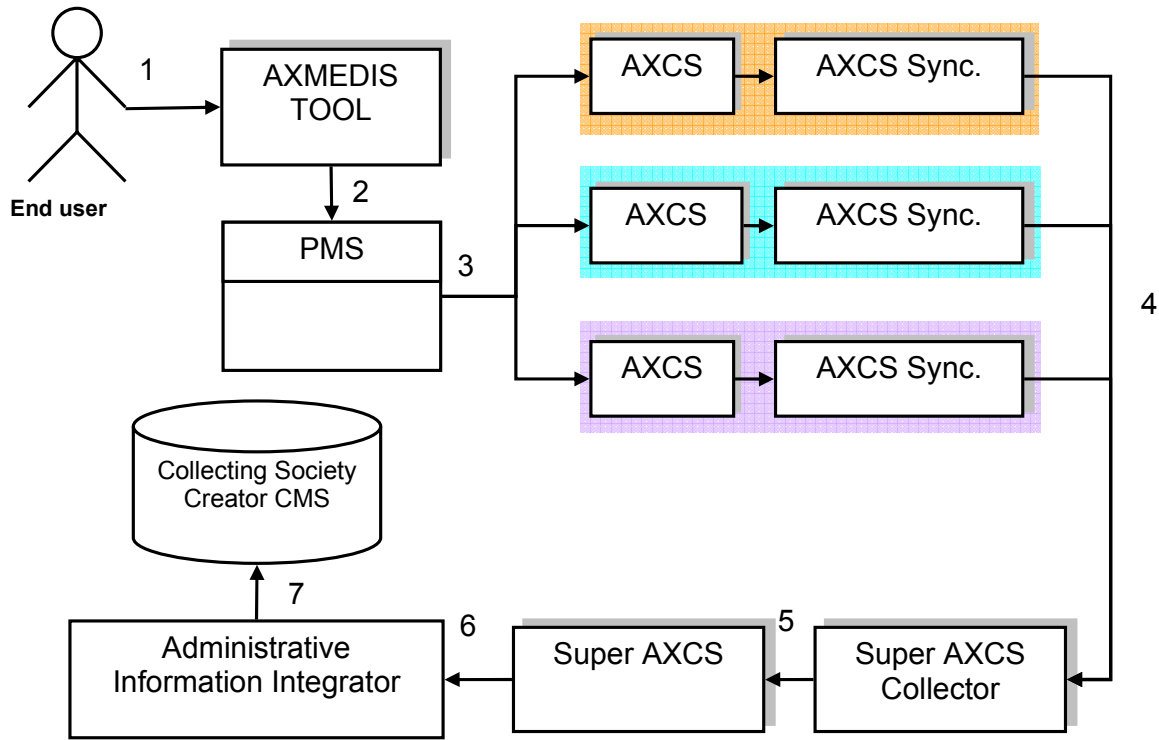 1
AXMEDIS
TOOL
End user
2
PMS
3
AXCS
AXCS Sync.
AXCS
AXCS Sync.
AXCS
AXCS Sync.
4
Collecting Society
Creator CMS
7
Administrative
Information Integrator
6
Super AXCS
5
Super AXCS
Collector